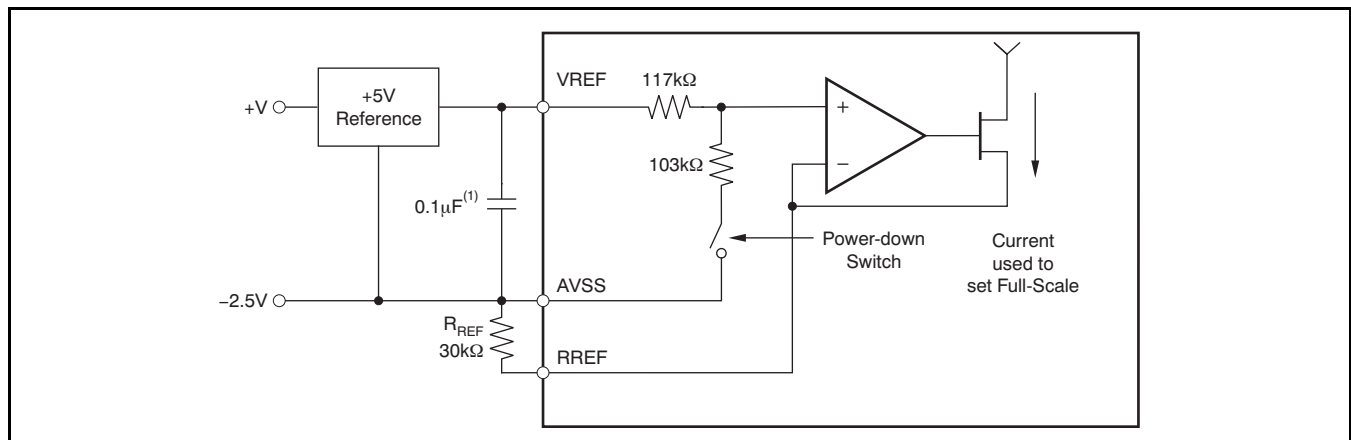 +V
+5V
Reference
VREF
117kΩ
+
103kΩ
−
0.1μF(1)
Power-down
Switch
Current
used to
set Full-Scale
−2.5V
AVSS
RREF
30kΩ
RREF